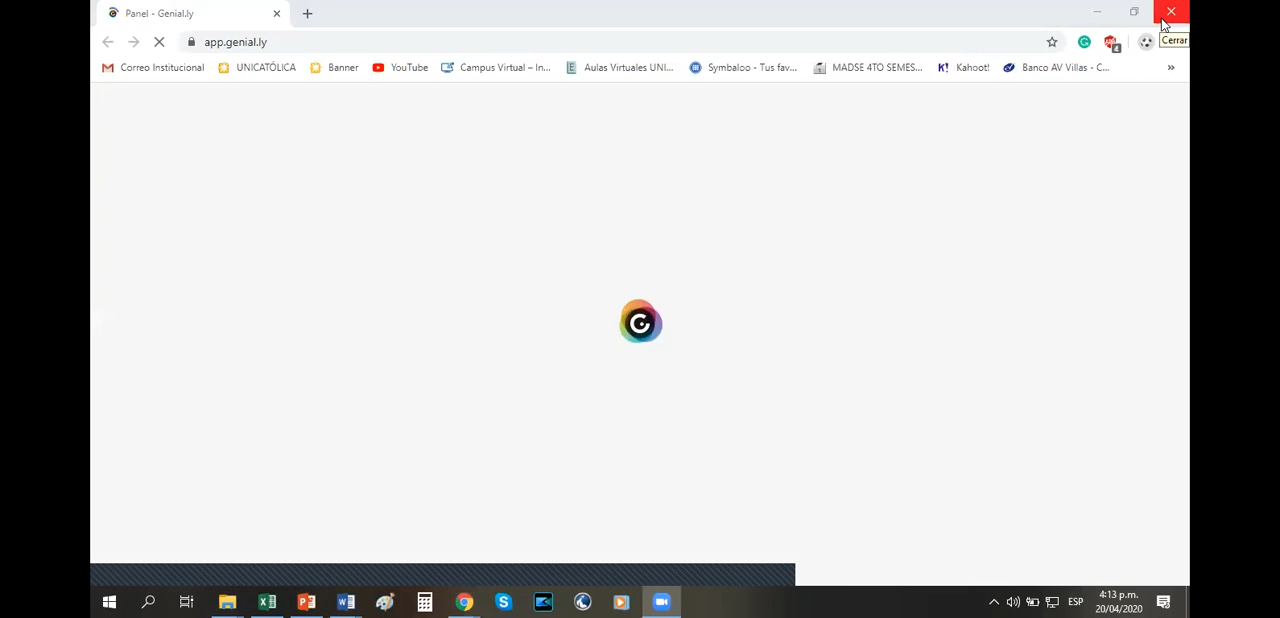 Panel - Genial.ly
app.genial.ly
Cerrar
Correo Institucional
UNICATÓLICA
Banner
YouTube
Campus Virtual – In...
Aulas Virtuales UNI...
Symbaloo - Tus fav...
MADSE 4TO SEMES...
K! Kahoot!
Banco AV Villas - C...
»
ESP
4:13 p.m.
20/04/2020